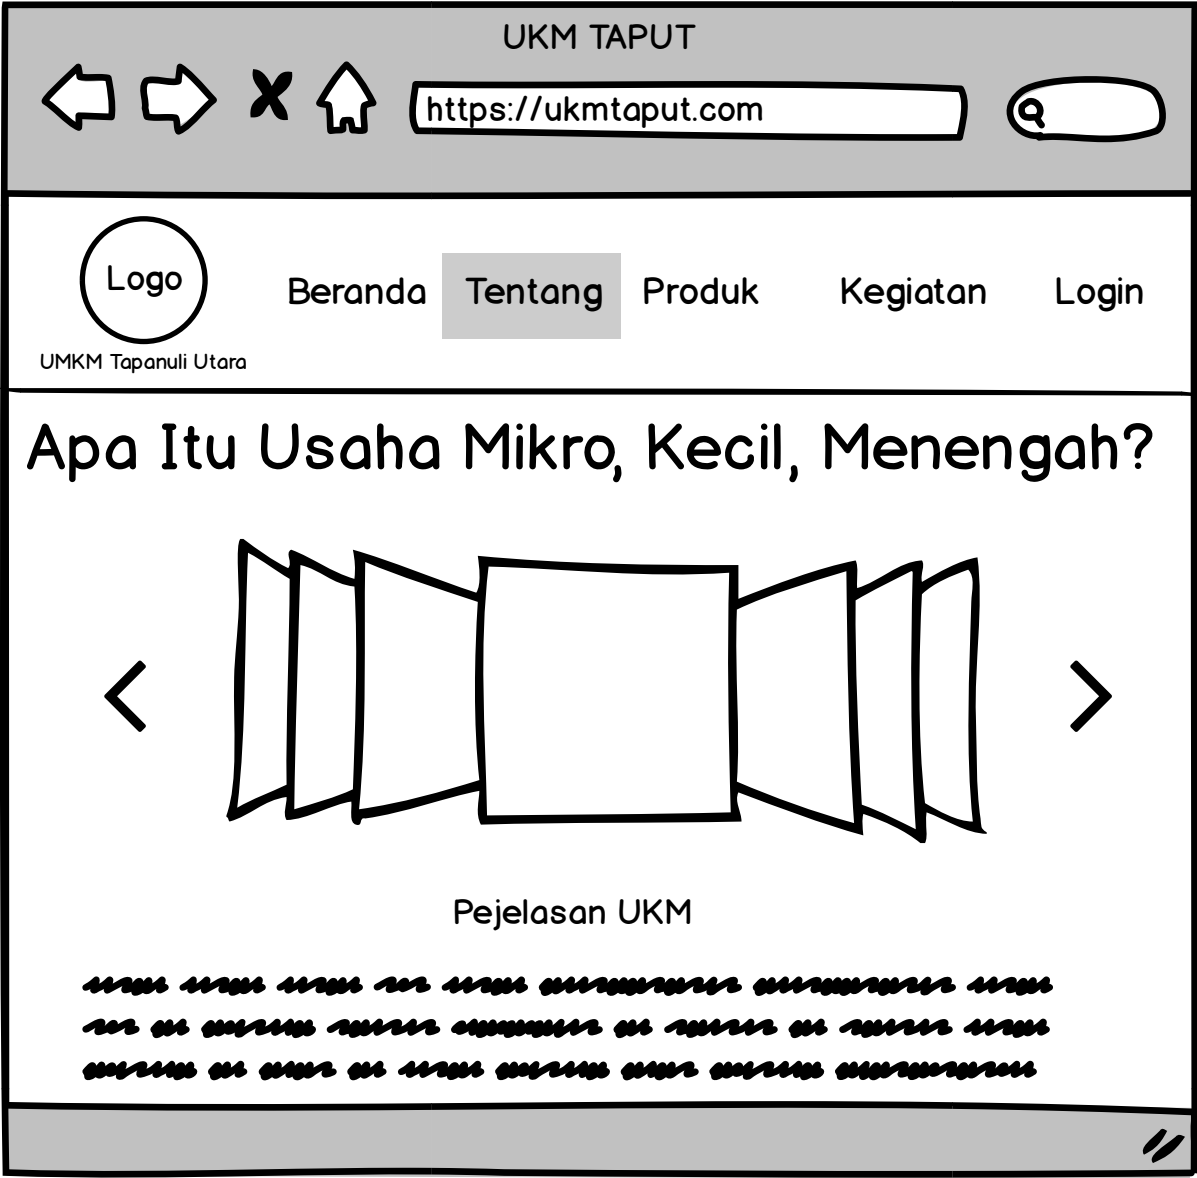 UKM TAPUT
https://ukmtaput.com
Logo
UMKM Tapanuli Utara
Beranda Tentang Produk Kegiatan Login
Apa Itu Usaha Mikro, Kecil, Menengah?
Pejelasan UKM